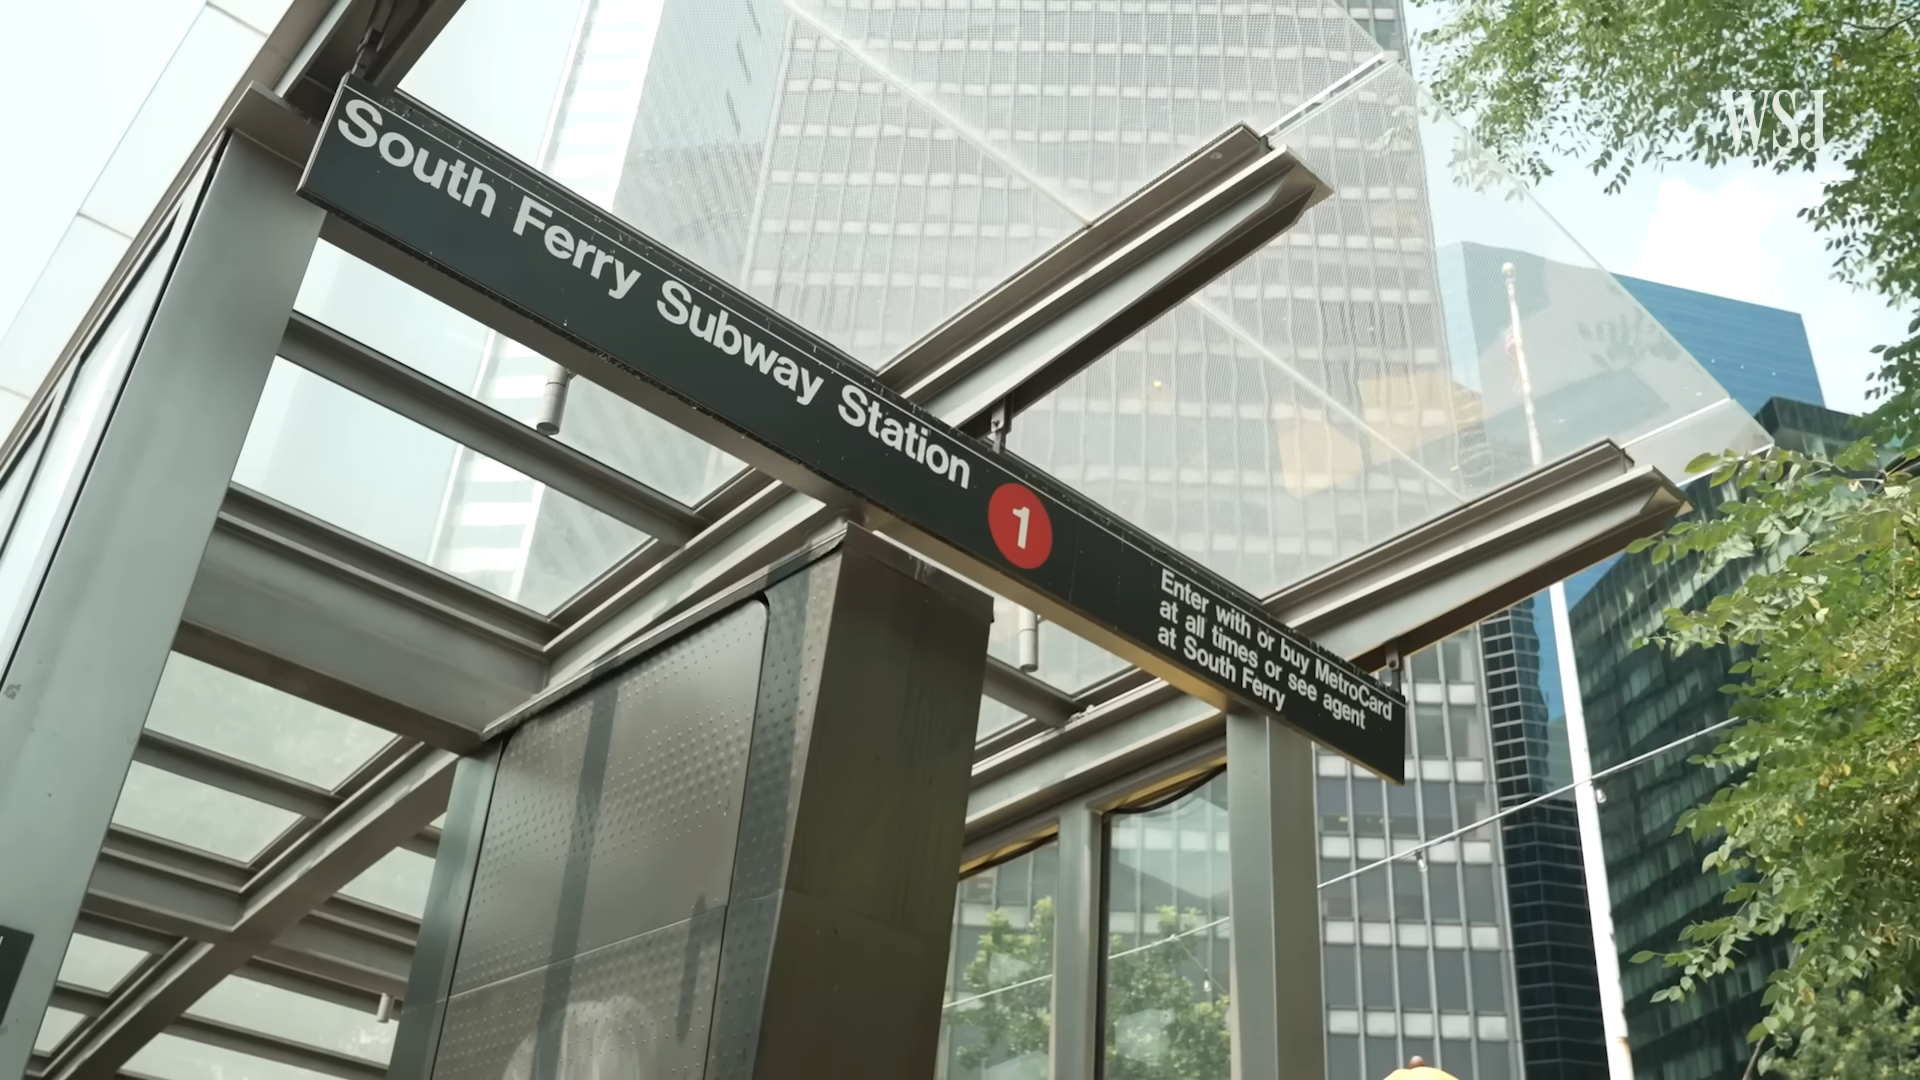 WSJ
South Ferry Subway Station 1
Enter with or buy MetroCard
at all times or see agent
at South Ferry